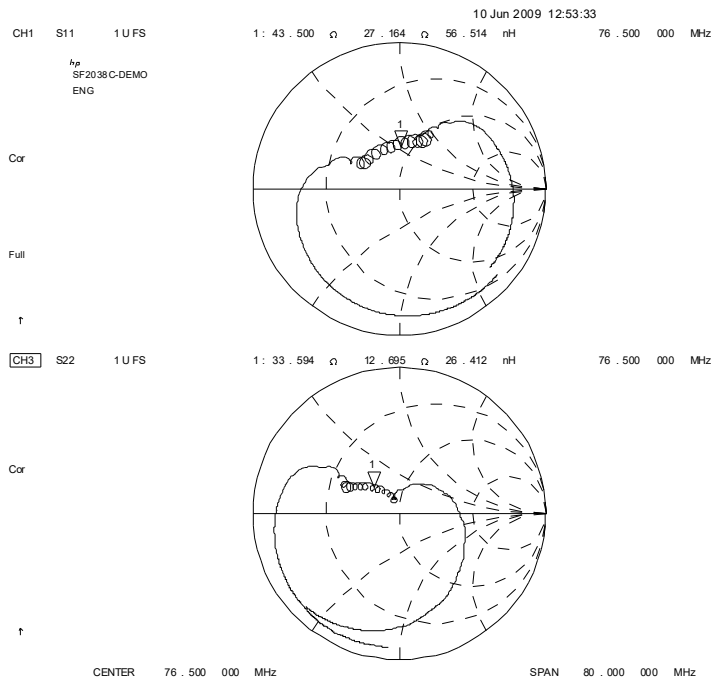 10 Jun 2009 12:53:33
CH1 S11 1 U FS 1 : 43 . 500 Ω 27 . 164 Ω 56 . 514 nH 76 . 500 000 MHz
hp
SF2038C-DEMO
ENG
1
Cor
Full
↑
CH3 S22 1 U FS 1 : 33 . 594 Ω 12 . 695 Ω 26 . 412 nH 76 . 500 000 MHz
1
Cor
↑
CENTER 76 . 500 000 MHz SPAN 80 . 000 000 MHz